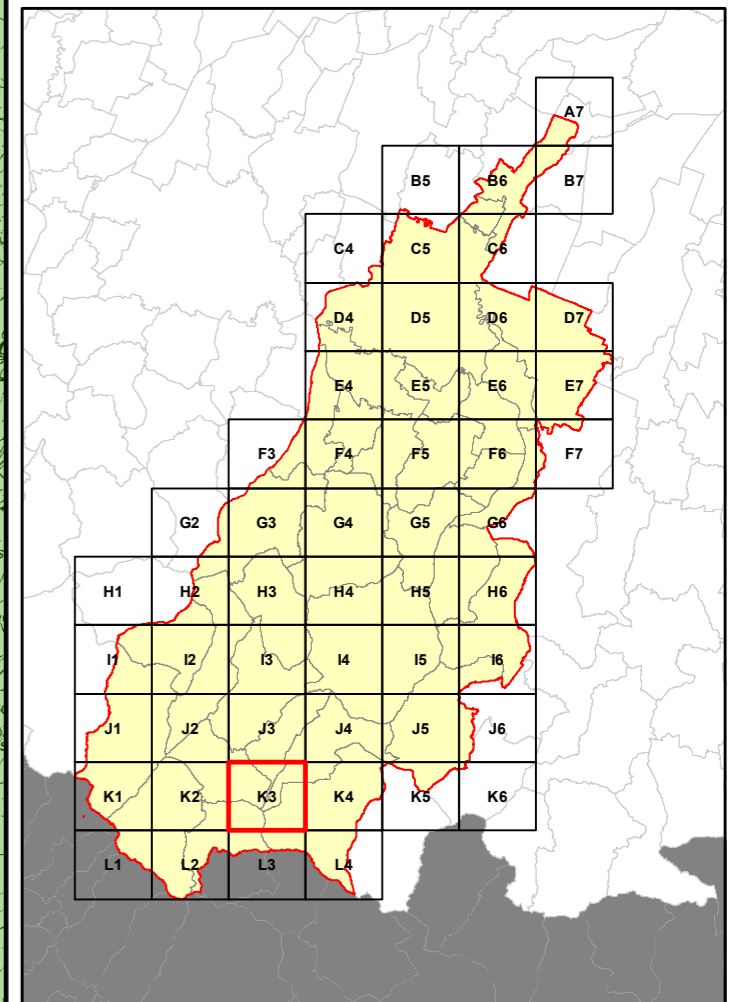 A7
B5 B6 B7
C4 C5 C6
D4 D5 D6 D7
E4 E5 E6 E7
F3 F4 F5 F6 F7
G2 G3 G4 G5 G6
H1 H2 H3 H4 H5 H6
I1 I2 I3 I4 I5 I6
J1 J2 J3 J4 J5 J6
K1 K2 K3 K4 K5 K6
L1 L2 L3 L4